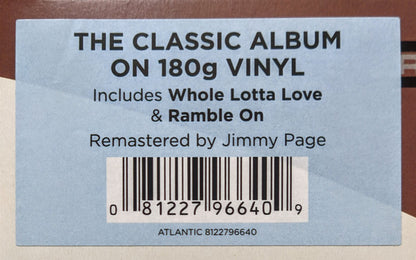 THE CLASSIC ALBUM
ON 180g VINYL
Includes Whole Lotta Love
& Ramble On
Remastered by Jimmy Page
0 81227 96640 9
ATLANTIC 8122796640